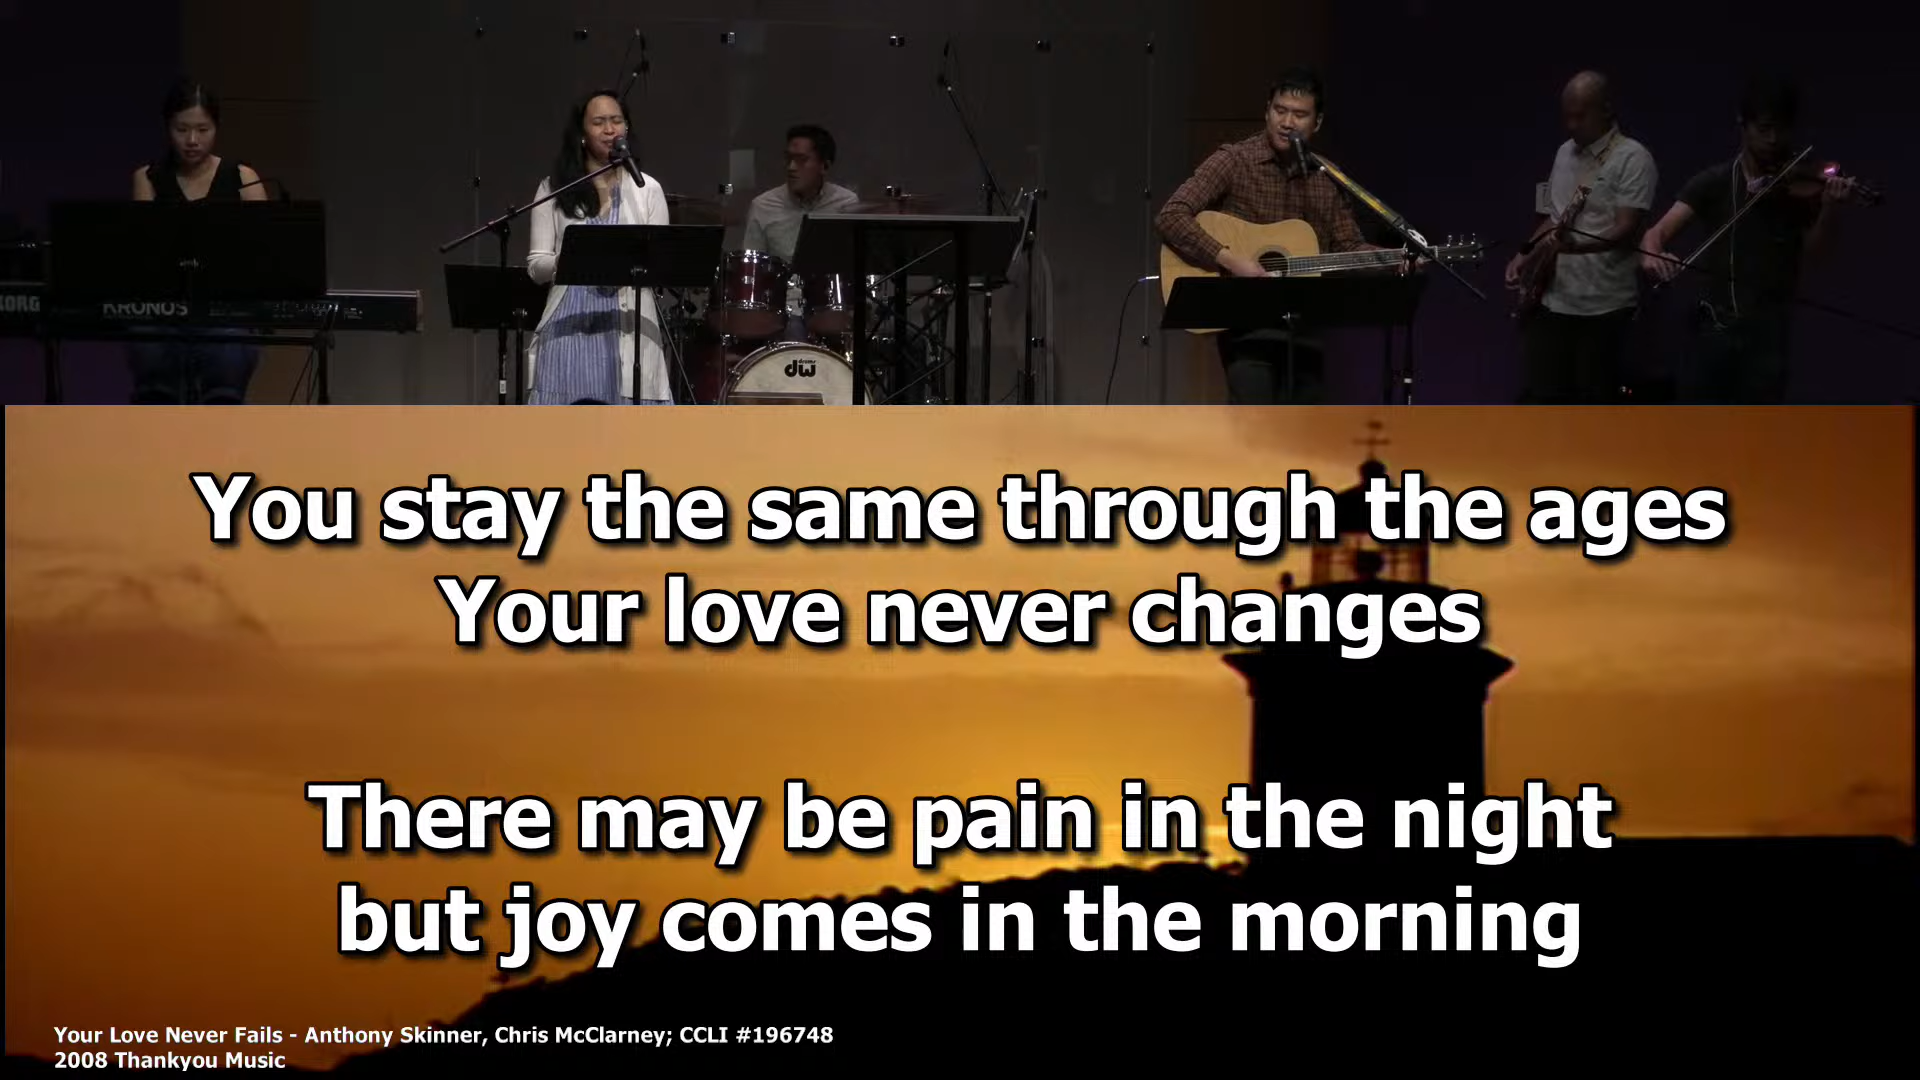 KORG
KRONOS
drums
dw
You stay the same through the ages
Your love never changes
There may be pain in the night
but joy comes in the morning
Your Love Never Fails - Anthony Skinner, Chris McClarney; CCLI #196748
2008 Thankyou Music